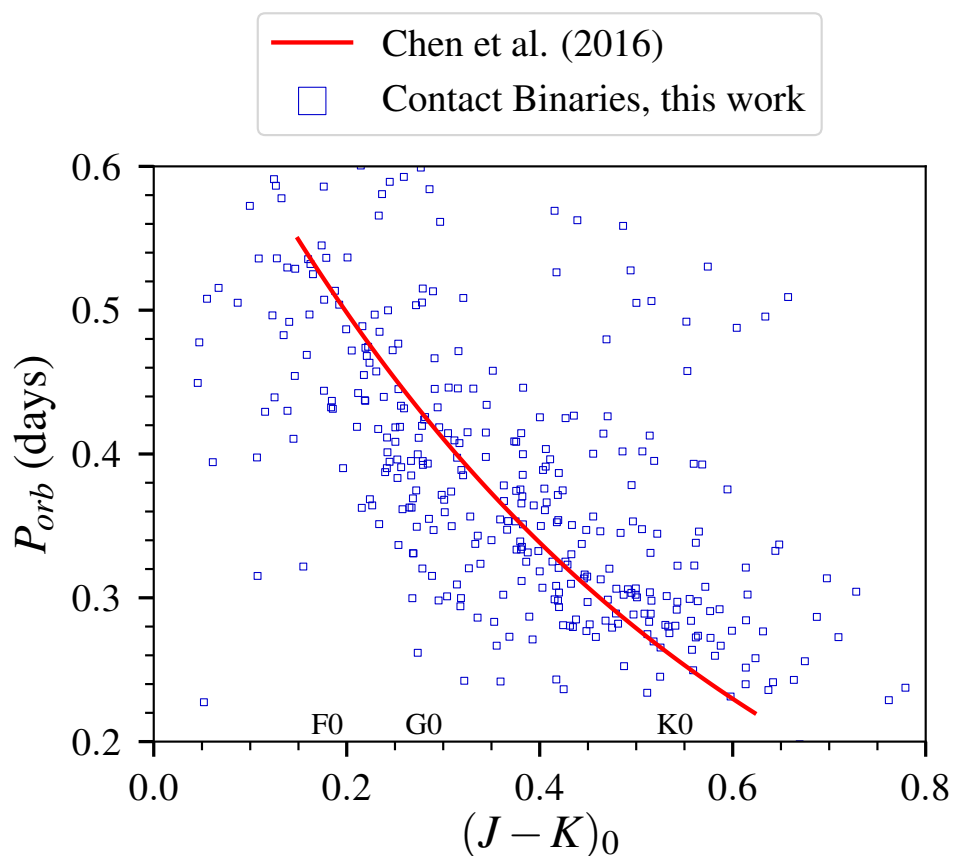 Chen et al. (2016)
Contact Binaries, this work
0.6
0.5
0.4
0.3
0.2
P_orb (days)
F0 G0 K0
0.0 0.2 0.4 0.6 0.8
(J − K)_0